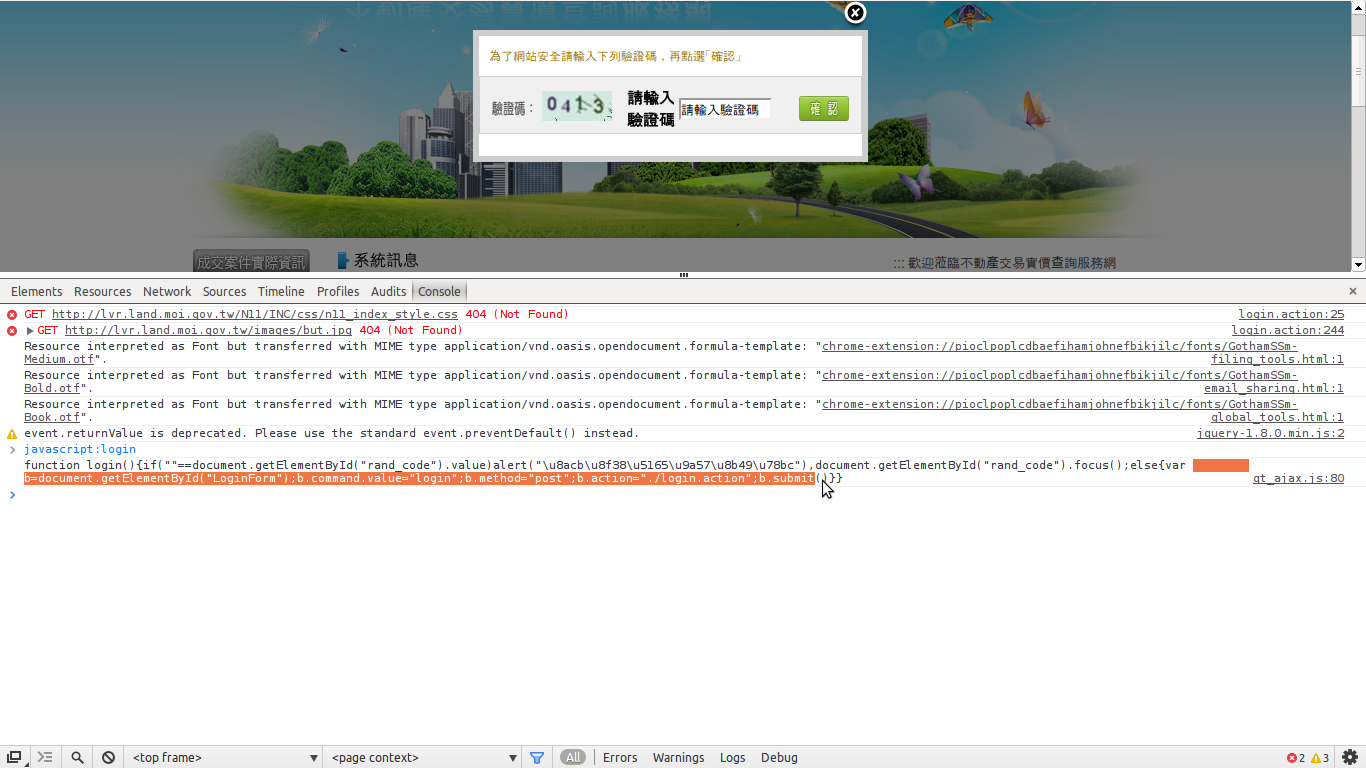 為了網站安全請輸入下列驗證碼，再點選「確認」
驗證碼： 0413 請輸入驗證碼 請輸入驗證碼 確 認
成交案件實際資訊 系統訊息 ::: 歡迎蒞臨不動產交易實價查詢服務網
Elements Resources Network Sources Timeline Profiles Audits Console ×
GET http://lvr.land.moi.gov.tw/N11/INC/css/n11_index_style.css 404 (Not Found) login.action:25
GET http://lvr.land.moi.gov.tw/images/but.jpg 404 (Not Found) login.action:244
Resource interpreted as Font but transferred with MIME type application/vnd.oasis.opendocument.formula-template: "chrome-extension://pioclpoplcdbaefihamjohnefbikjilc/fonts/GothamSSm-
Medium.otf". filing_tools.html:1
Resource interpreted as Font but transferred with MIME type application/vnd.oasis.opendocument.formula-template: "chrome-extension://pioclpoplcdbaefihamjohnefbikjilc/fonts/GothamSSm-
Bold.otf". email_sharing.html:1
Resource interpreted as Font but transferred with MIME type application/vnd.oasis.opendocument.formula-template: "chrome-extension://pioclpoplcdbaefihamjohnefbikjilc/fonts/GothamSSm-
Book.otf". global_tools.html:1
event.returnValue is deprecated. Please use the standard event.preventDefault() instead. jquery-1.8.0.min.js:2
javascript:login
function login(){if(""==document.getElementById("rand_code").value)alert("\u8acb\u8f38\u5165\u9a57\u8b49\u78bc"),document.getElementById("rand_code").focus();else{var
b=document.getElementById("LoginForm");b.command.value="login";b.method="post";b.action="./login.action";b.submit()}} qt_ajax.js:80
<top frame> <page context> All Errors Warnings Logs Debug 2 3